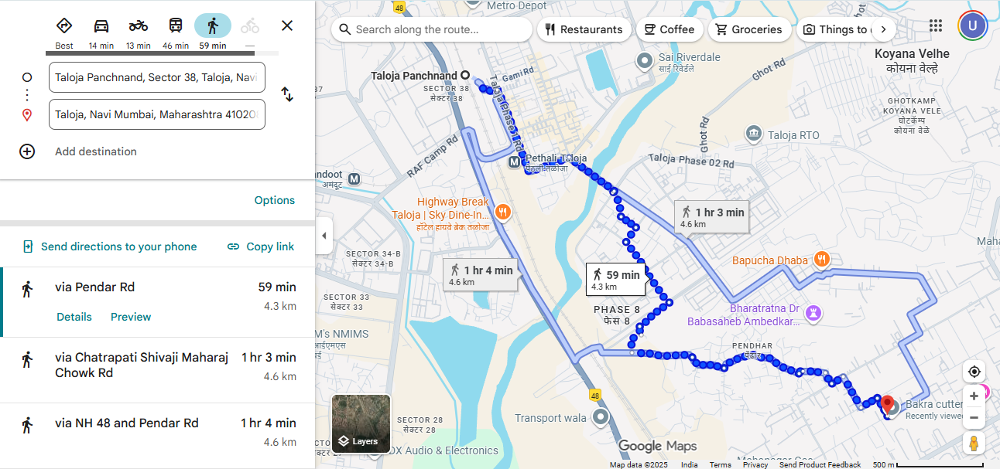 Best
14 min
13 min
46 min
59 min
—
Taloja Panchnand, Sector 38, Taloja, Navi
Taloja, Navi Mumbai, Maharashtra 41020
Add destination
Options
Send directions to your phone
Copy link
via Pendar Rd
59 min
4.3 km
Details
Preview
via Chatrapati Shivaji Maharaj
Chowk Rd
1 hr 3 min
4.6 km
via NH 48 and Pendar Rd
1 hr 4 min
4.6 km
48
Metro Depot
Search along the route...
Restaurants
Coffee
Groceries
Things to
U
Sai Riverdale
साई रिवेर्डले
Koyana Velhe
कोयना वेल्हे
Ghot Rd
Taloja Panchnand
Gami Rd
SECTOR 38
सेक्टर 38
37
Taloja Phase 1 Rd
GHOTKAMP
KOYANA VELE
घोटकॅम्प
कोयना वेळे
Ghot Rd
Taloja RTO
RAF Camp Rd
M
Pethali Taloja
पेठली तळोजा
Taloja Phase 02 Rd
ndoot
अमंदूट
M
Highway Break
Taloja | Sky Dine-In...
हॉटेल हायवे ब्रेक तळोजा
1 hr 3 min
4.6 km
SECTOR 34-B
सेक्टर 34-B
1 hr 4 min
4.6 km
59 min
4.3 km
Bapucha Dhaba
Maha
SECTOR 33
सेक्टर 33
PHASE 8
फेस 8
Bharatratna Dr
Babasaheb Ambedkar...
M's NMIMS
PENDHAR
पेंढार
48
Transport wala
SECTOR 28
सेक्टर 28
Bakra cutter
Recently viewe
Layers
OX Audio & Electronics
Google Maps
Map data ©2025
India
Terms
Privacy
Send Product Feedback
500 m